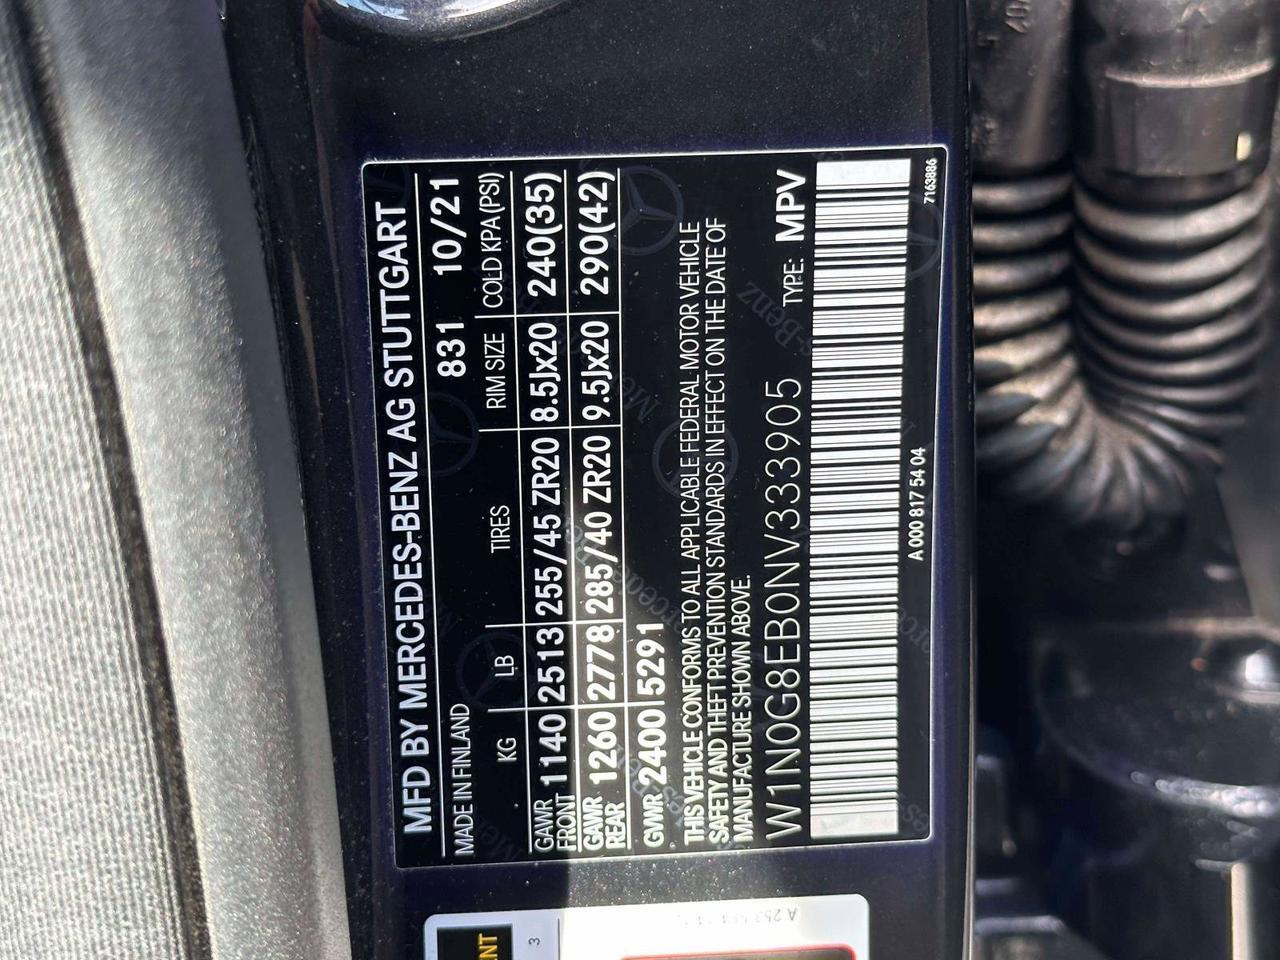 MFD BY MERCEDES-BENZ AG STUTTGART
MADE IN FINLAND 831 10/21
KG LB TIRES RIM SIZE COLD KPA (PSI)
GAWR FRONT 1140 2513 255/45 ZR20 8.5Jx20 240(35)
GAWR REAR 1260 2778 285/40 ZR20 9.5Jx20 290(42)
GVWR 2400 5291
THIS VEHICLE CONFORMS TO ALL APPLICABLE FEDERAL MOTOR VEHICLE
SAFETY AND THEFT PREVENTION STANDARDS IN EFFECT ON THE DATE OF
MANUFACTURE SHOWN ABOVE.
W1N0G8EB0NV333905 TYPE: MPV
A 000 817 54 04
7163886
3